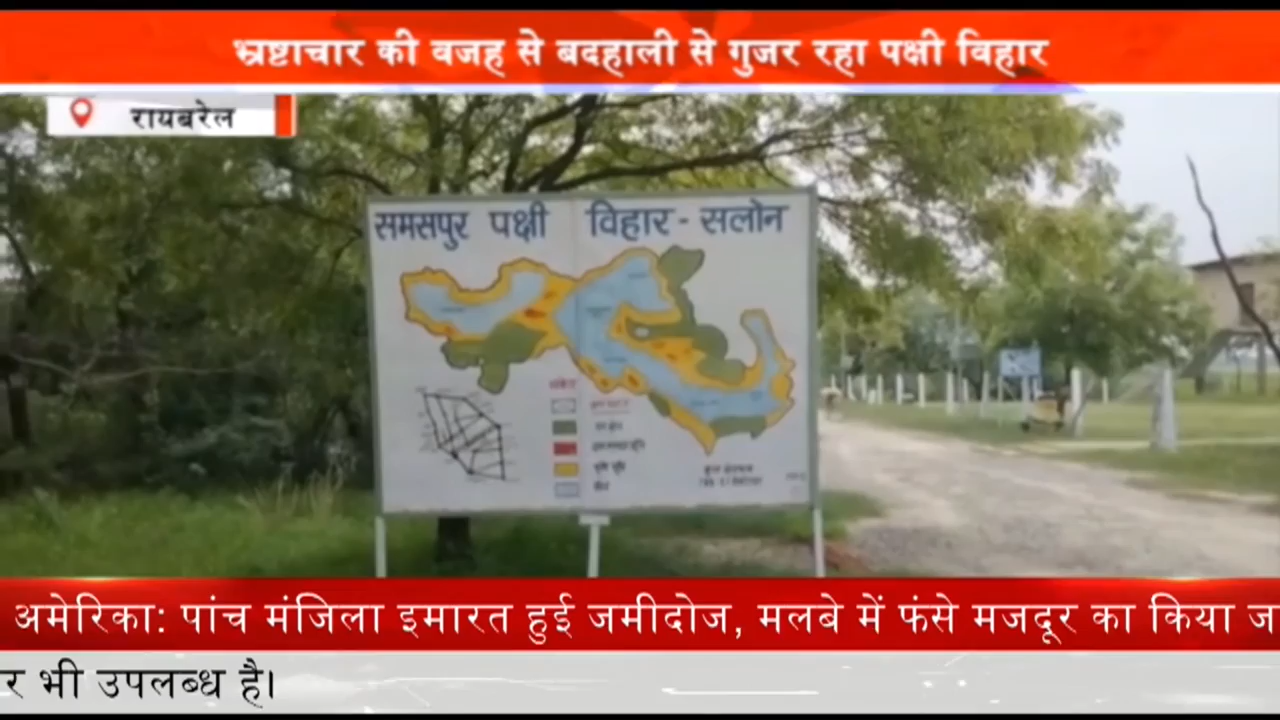 भ्रष्टाचार की वजह से बदहाली से गुजर रहा पक्षी विहार
रायबरेल
समसपुर पक्षी विहार - सलोन
अमेरिका: पांच मंजिला इमारत हुई जमीदोज, मलबे में फंसे मजदूर का किया ज
र भी उपलब्ध है।